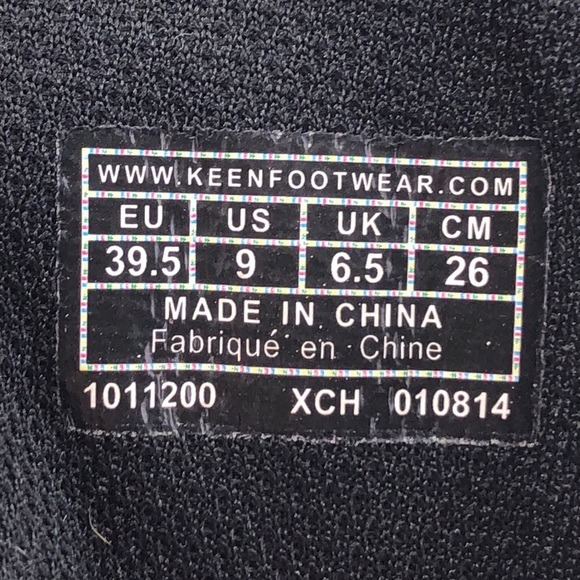 WWW.KEENFOOTWEAR.COM
EU US UK CM
39.5 9 6.5 26
MADE IN CHINA
Fabriqué en Chine
1011200 XCH 010814